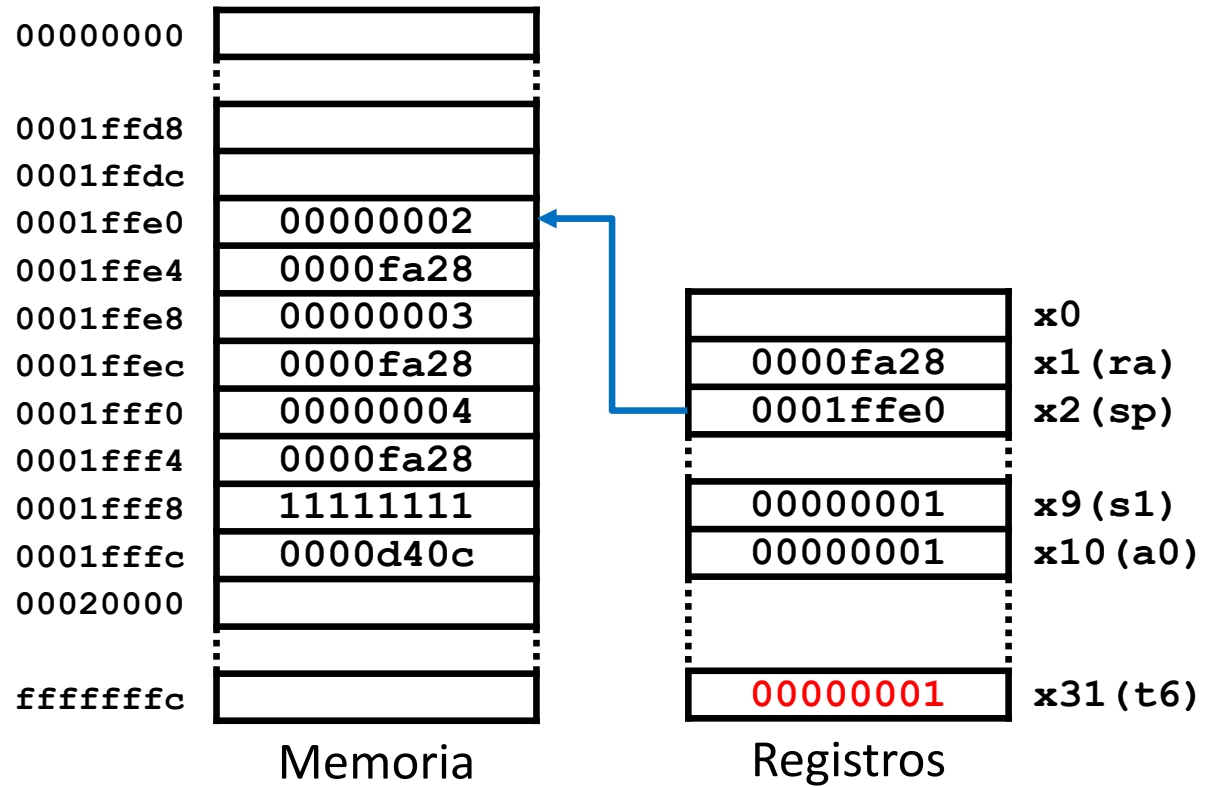 00000000
0001ffd8
0001ffdc
0001ffe0 00000002
0001ffe4 0000fa28
0001ffe8 00000003
0001ffec 0000fa28
0001fff0 00000004
0001fff4 0000fa28
0001fff8 11111111
0001fffc 0000d40c
00020000
fffffffc
Memoria
x0
0000fa28 x1(ra)
0001ffe0 x2(sp)
00000001 x9(s1)
00000001 x10(a0)
00000001 x31(t6)
Registros